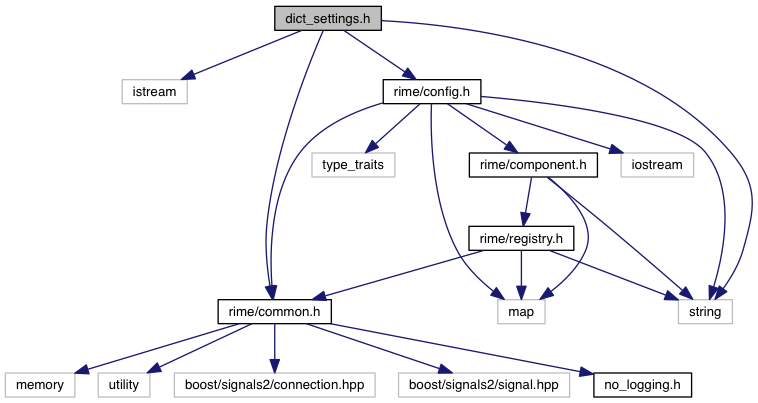 dict_settings.h
istream
rime/config.h
type_traits
rime/component.h
iostream
rime/registry.h
rime/common.h
map
string
memory
utility
boost/signals2/connection.hpp
boost/signals2/signal.hpp
no_logging.h